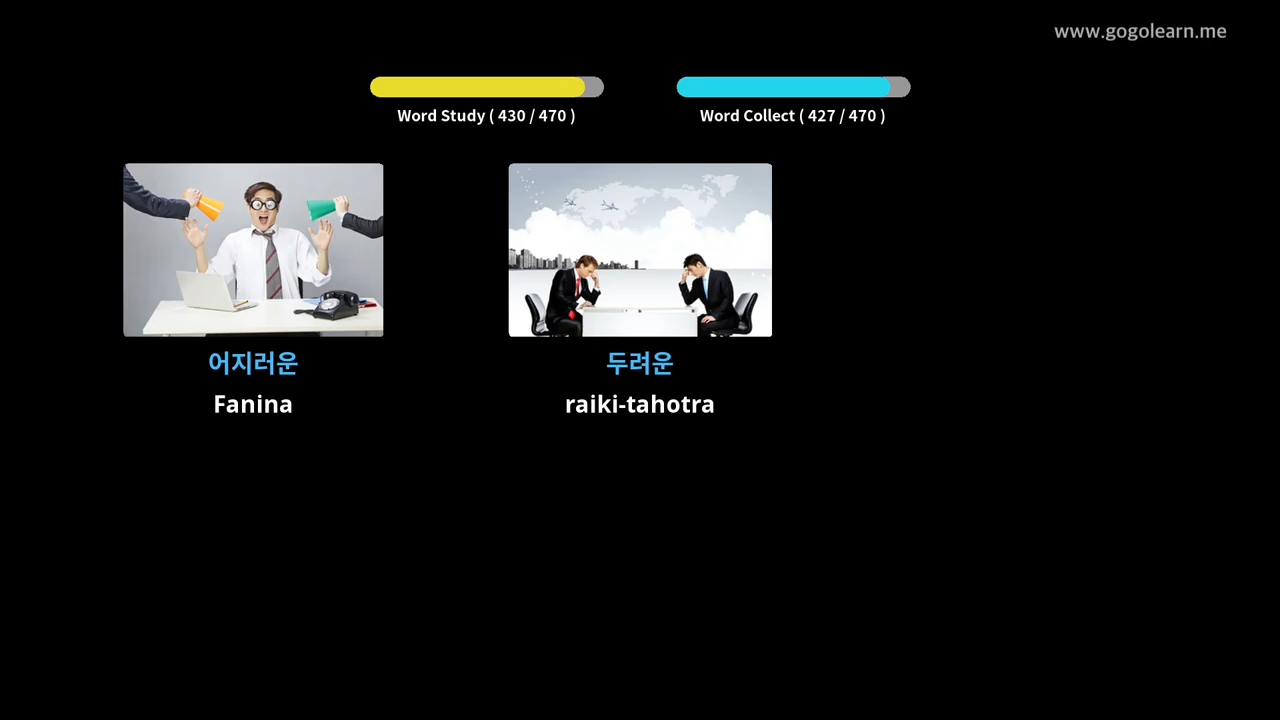 www.gogolearn.me
Word Study ( 430 / 470 )
Word Collect ( 427 / 470 )
어지러운
Fanina
두려운
raiki-tahotra